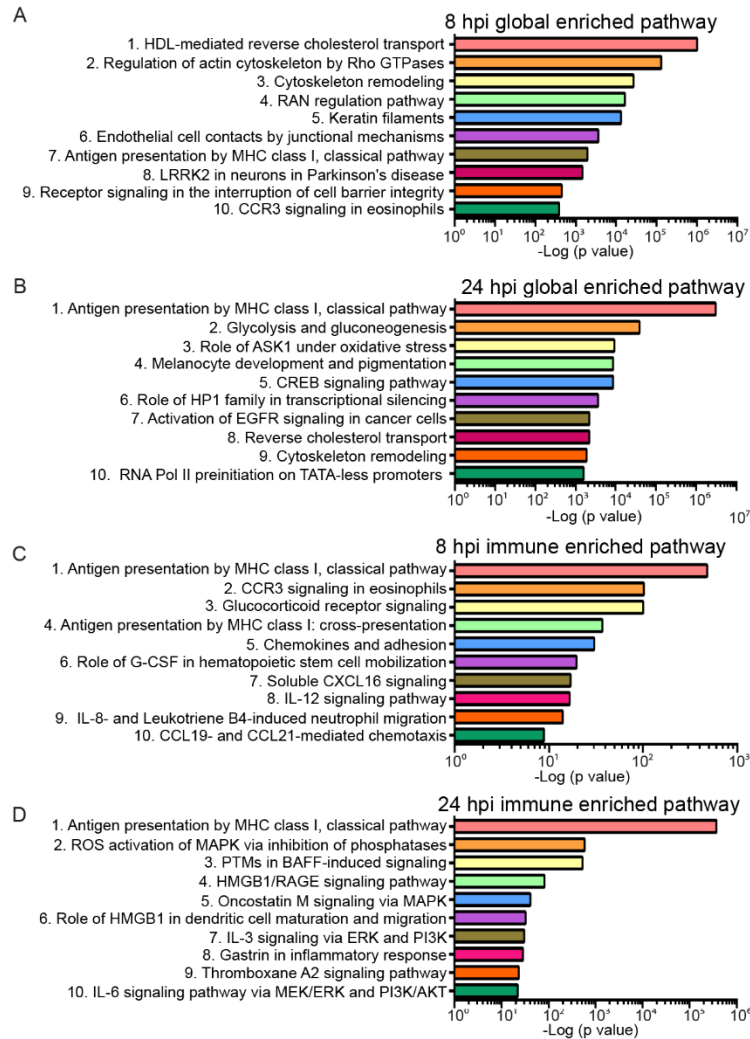 A
8 hpi global enriched pathway
1. HDL-mediated reverse cholesterol transport
2. Regulation of actin cytoskeleton by Rho GTPases
3. Cytoskeleton remodeling
4. RAN regulation pathway
5. Keratin filaments
6. Endothelial cell contacts by junctional mechanisms
7. Antigen presentation by MHC class I, classical pathway
8. LRRK2 in neurons in Parkinson's disease
9. Receptor signaling in the interruption of cell barrier integrity
10. CCR3 signaling in eosinophils
10⁰ 10¹ 10² 10³ 10⁴ 10⁵ 10⁶ 10⁷
-Log (p value)
B
24 hpi global enriched pathway
1. Antigen presentation by MHC class I, classical pathway
2. Glycolysis and gluconeogenesis
3. Role of ASK1 under oxidative stress
4. Melanocyte development and pigmentation
5. CREB signaling pathway
6. Role of HP1 family in transcriptional silencing
7. Activation of EGFR signaling in cancer cells
8. Reverse cholesterol transport
9. Cytoskeleton remodeling
10. RNA Pol II preinitiation on TATA-less promoters
10⁰ 10¹ 10² 10³ 10⁴ 10⁵ 10⁶
10⁷
-Log (p value)
C
8 hpi immune enriched pathway
1. Antigen presentation by MHC class I, classical pathway
2. CCR3 signaling in eosinophils
3. Glucocorticoid receptor signaling
4. Antigen presentation by MHC class I: cross-presentation
5. Chemokines and adhesion
6. Role of G-CSF in hematopoietic stem cell mobilization
7. Soluble CXCL16 signaling
8. IL-12 signaling pathway
9. IL-8- and Leukotriene B4-induced neutrophil migration
10. CCL19- and CCL21-mediated chemotaxis
10⁰ 10¹ 10² 10³
-Log (p value)
D
24 hpi immune enriched pathway
1. Antigen presentation by MHC class I, classical pathway
2. ROS activation of MAPK via inhibition of phosphatases
3. PTMs in BAFF-induced signaling
4. HMGB1/RAGE signaling pathway
5. Oncostatin M signaling via MAPK
6. Role of HMGB1 in dendritic cell maturation and migration
7. IL-3 signaling via ERK and PI3K
8. Gastrin in inflammatory response
9. Thromboxane A2 signaling pathway
10. IL-6 signaling pathway via MEK/ERK and PI3K/AKT
10⁰ 10¹ 10² 10³ 10⁴ 10⁵ 10⁶
-Log (p value)